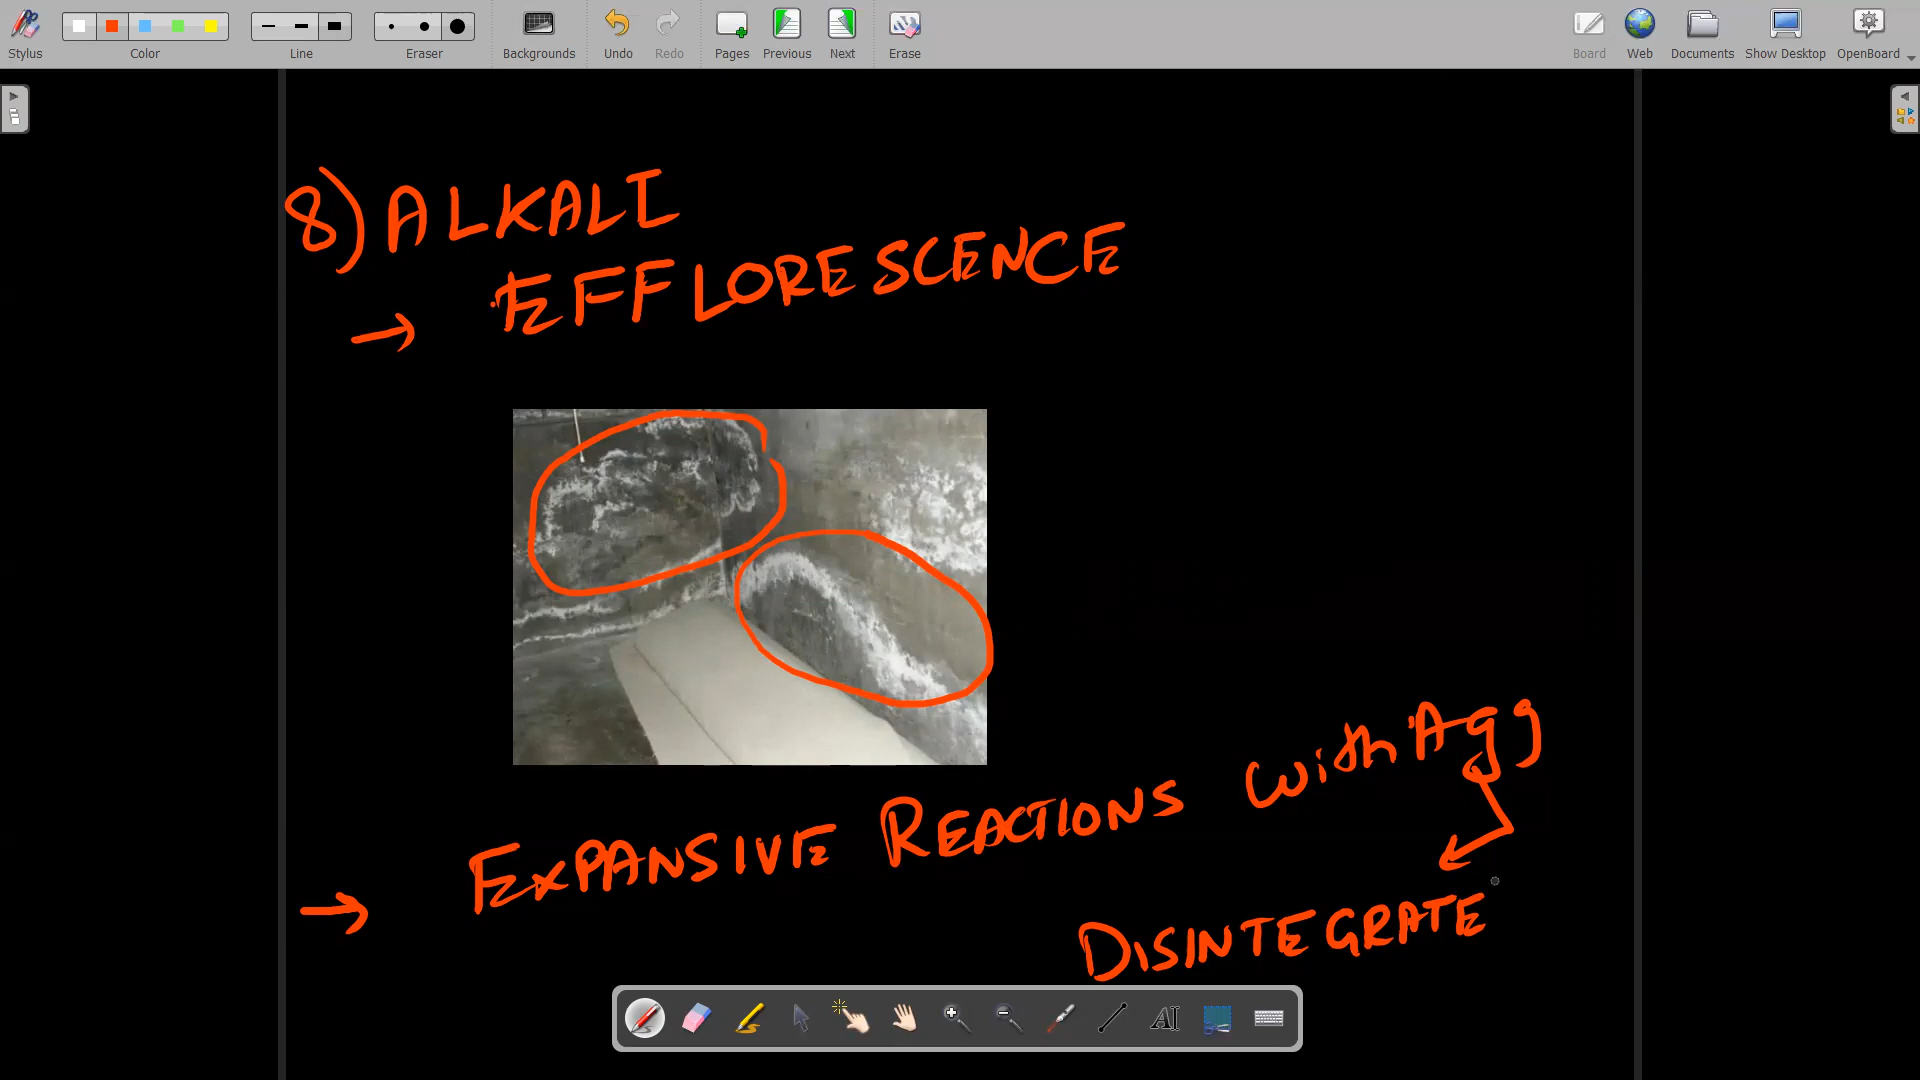 Stylus Color Line Eraser Backgrounds Undo Redo Pages Previous Next Erase Board Web Documents Show Desktop OpenBoard
8) ALKALI
→ EFFLORESCENCE
→ EXPANSIVE REACTIONS with Agg
DISINTEGRATE
AI